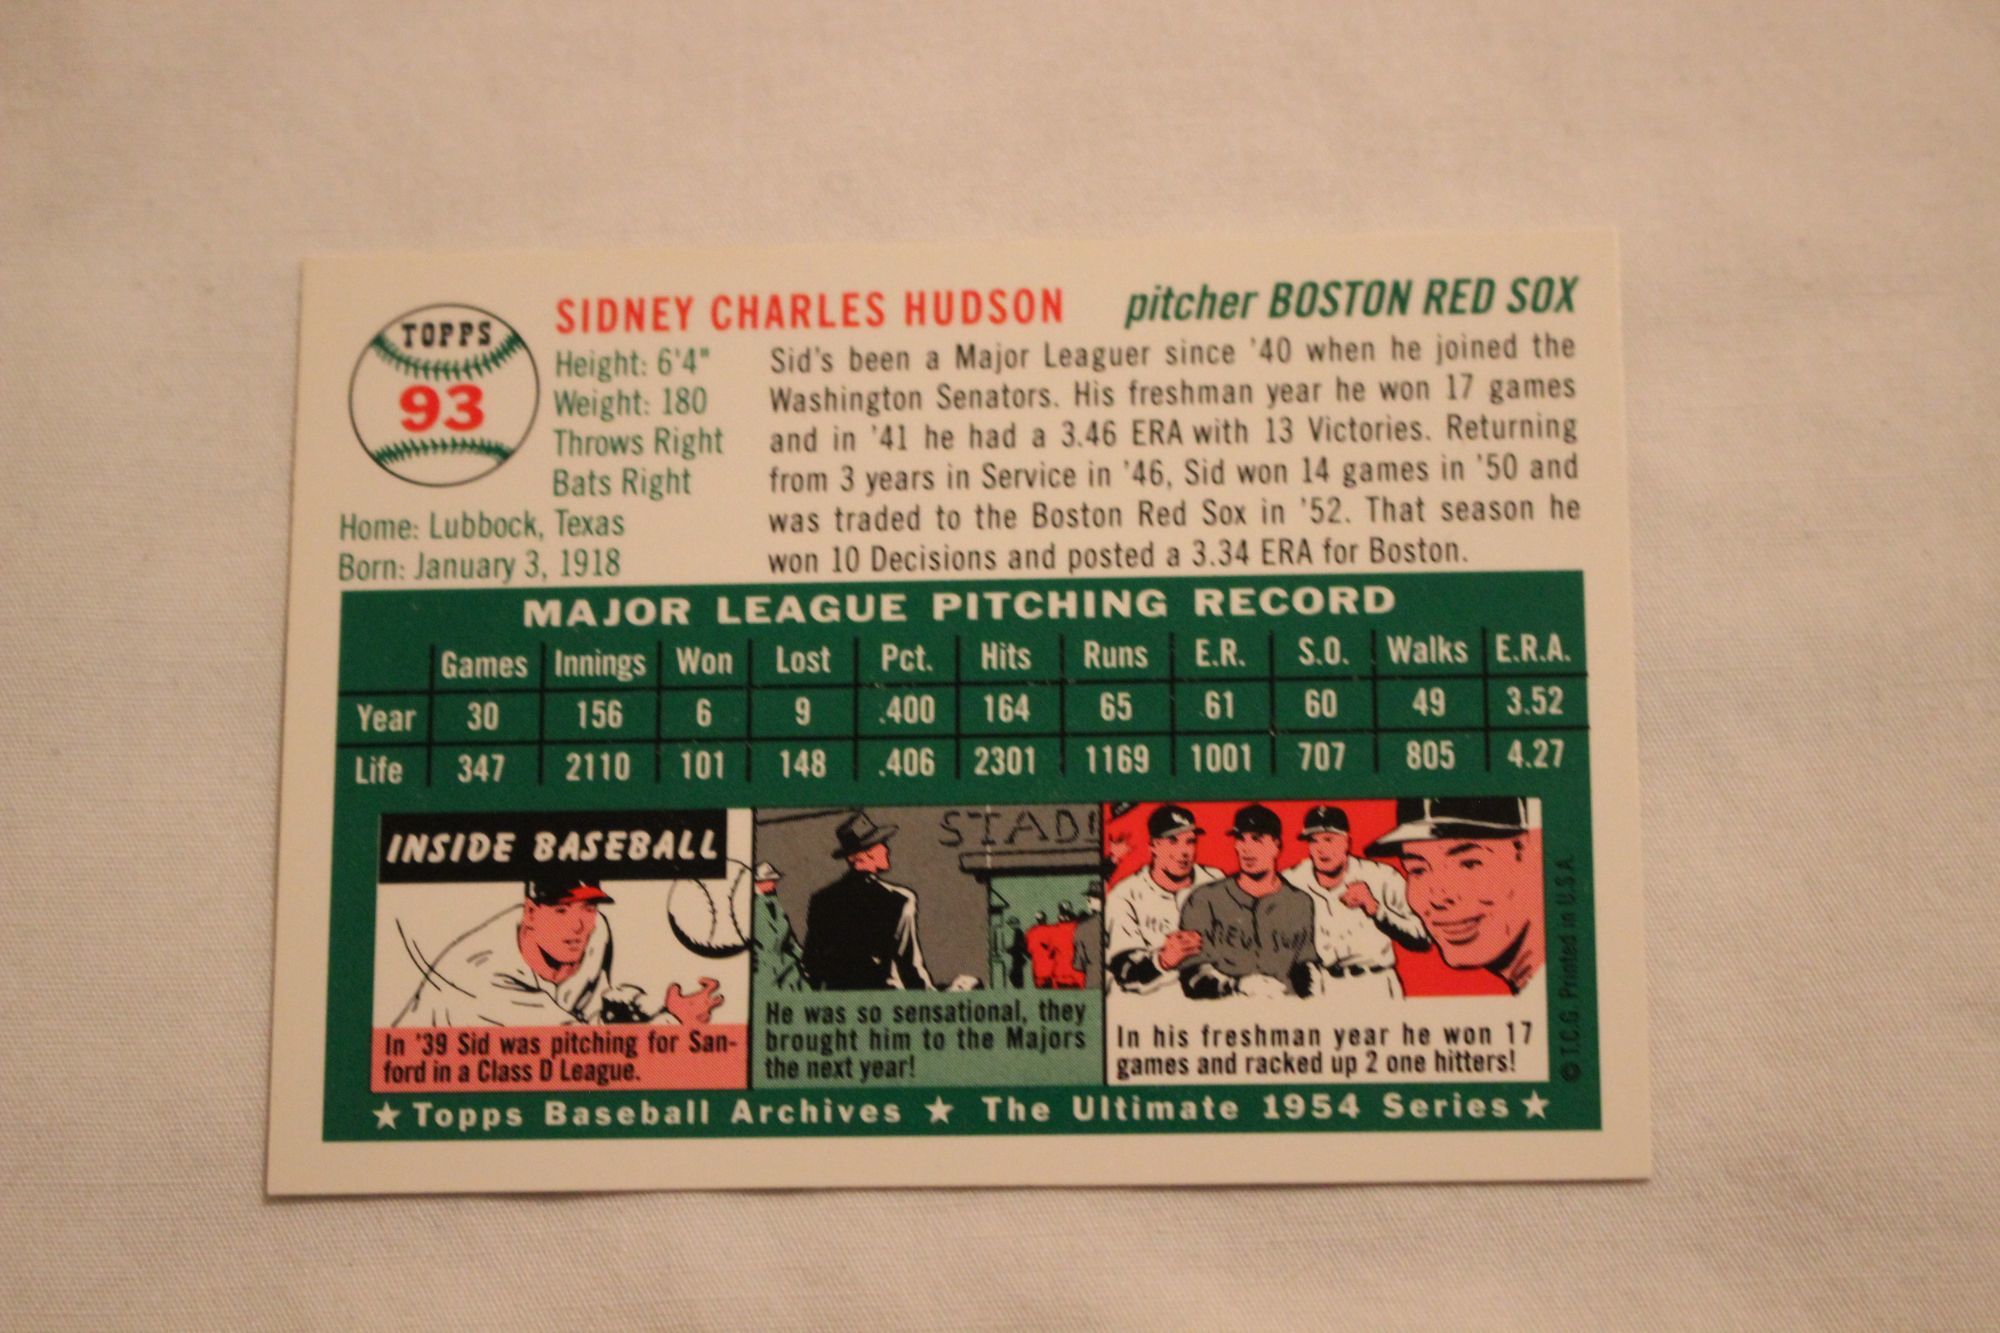 TOPPS
93
SIDNEY CHARLES HUDSON
pitcher BOSTON RED SOX
Height: 6'4"
Weight: 180
Throws Right
Bats Right
Home: Lubbock, Texas
Born: January 3, 1918
Sid's been a Major Leaguer since '40 when he joined the
Washington Senators. His freshman year he won 17 games
and in '41 he had a 3.46 ERA with 13 Victories. Returning
from 3 years in Service in '46, Sid won 14 games in '50 and
was traded to the Boston Red Sox in '52. That season he
won 10 Decisions and posted a 3.34 ERA for Boston.
MAJOR LEAGUE PITCHING RECORD
Games Innings Won Lost Pct. Hits Runs E.R. S.O. Walks E.R.A.
Year 30 156 6 9 .400 164 65 61 60 49 3.52
Life 347 2110 101 148 .406 2301 1169 1001 707 805 4.27
INSIDE BASEBALL
In '39 Sid was pitching for San-
ford in a Class D League.
STADI
He was so sensational, they
brought him to the Majors
the next year!
In his freshman year he won 17
games and racked up 2 one hitters!
© T.C.G. Printed in U.S.A.
★ Topps Baseball Archives ★ The Ultimate 1954 Series ★